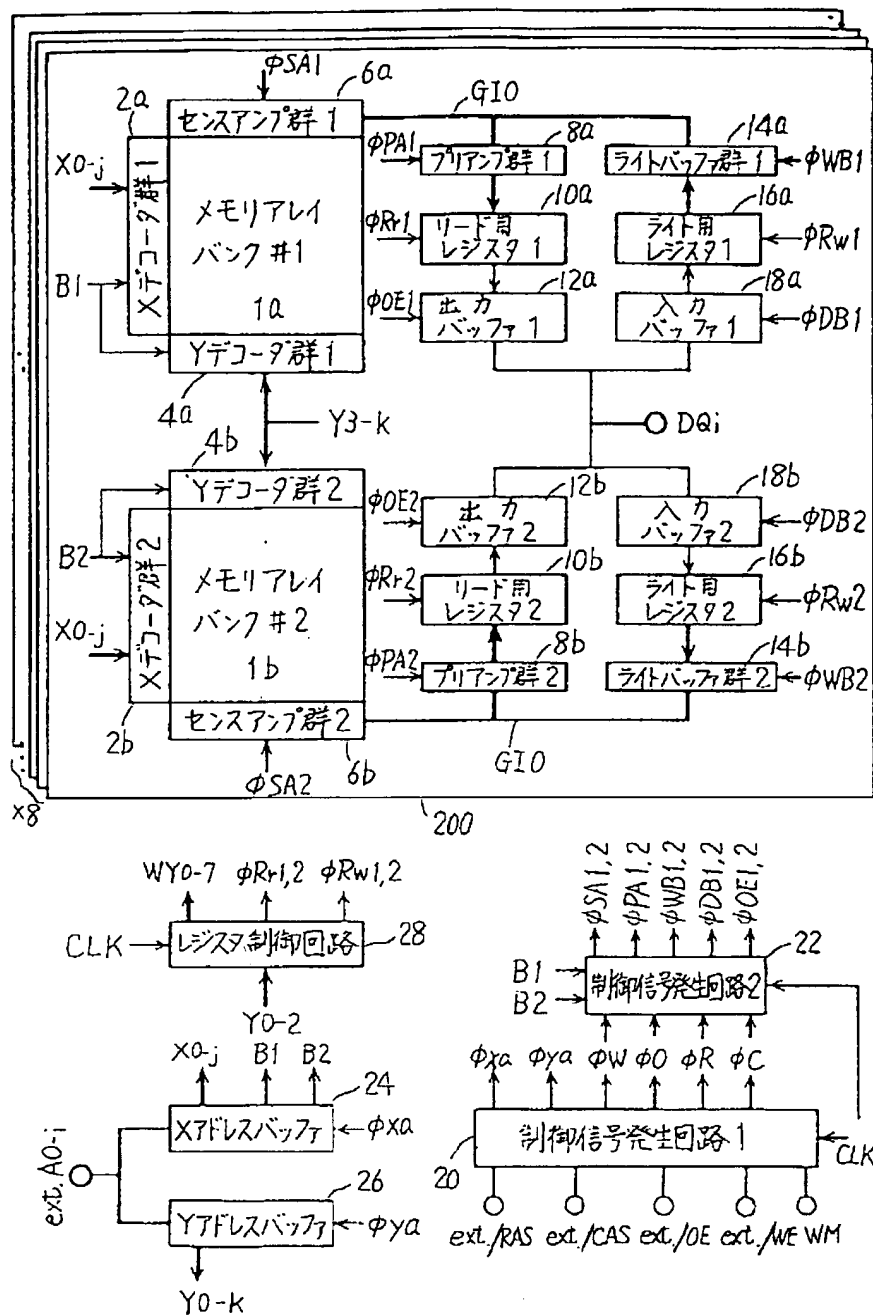 φSA1
6a
2a
センスアンプ群1
GIO
8a
14a
φPA1
プリアンプ群1
ライトバッファ群1
φWB1
X0-j
Xデコーダ群1
メモリアレイ
バンク#1
1a
10a
16a
φRr1
リード用
レジスタ1
ライト用
レジスタ1
φRw1
B1
12a
18a
φOE1
出力
バッファ1
入力
バッファ1
φDB1
Yデコーダ群1
4a
Y3-k
DQi
4b
Yデコーダ群2
12b
18b
φOE2
出力
バッファ2
入力
バッファ2
φDB2
B2
Xデコーダ群2
メモリアレイ
バンク#2
1b
10b
16b
φRr2
リード用
レジスタ2
ライト用
レジスタ2
φRw2
X0-j
8b
14b
φPA2
プリアンプ群2
ライトバッファ群2
φWB2
センスアンプ群2
2b
6b
GIO
φSA2
x8
200
WY0-7
φRr1,2
φRw1,2
CLK
レジスタ制御回路
28
Y0-2
X0-j
B1
B2
24
Xアドレスバッファ
φxa
ext. A0-i
26
Yアドレスバッファ
φya
Y0-k
φSA1,2
φPA1,2
φWB1,2
φDB1,2
φOE1,2
22
B1
B2
制御信号発生回路2
φxa
φya
φW
φO
φR
φC
制御信号発生回路1
20
CLK
ext./RAS
ext./CAS
ext./OE
ext./WE
WM